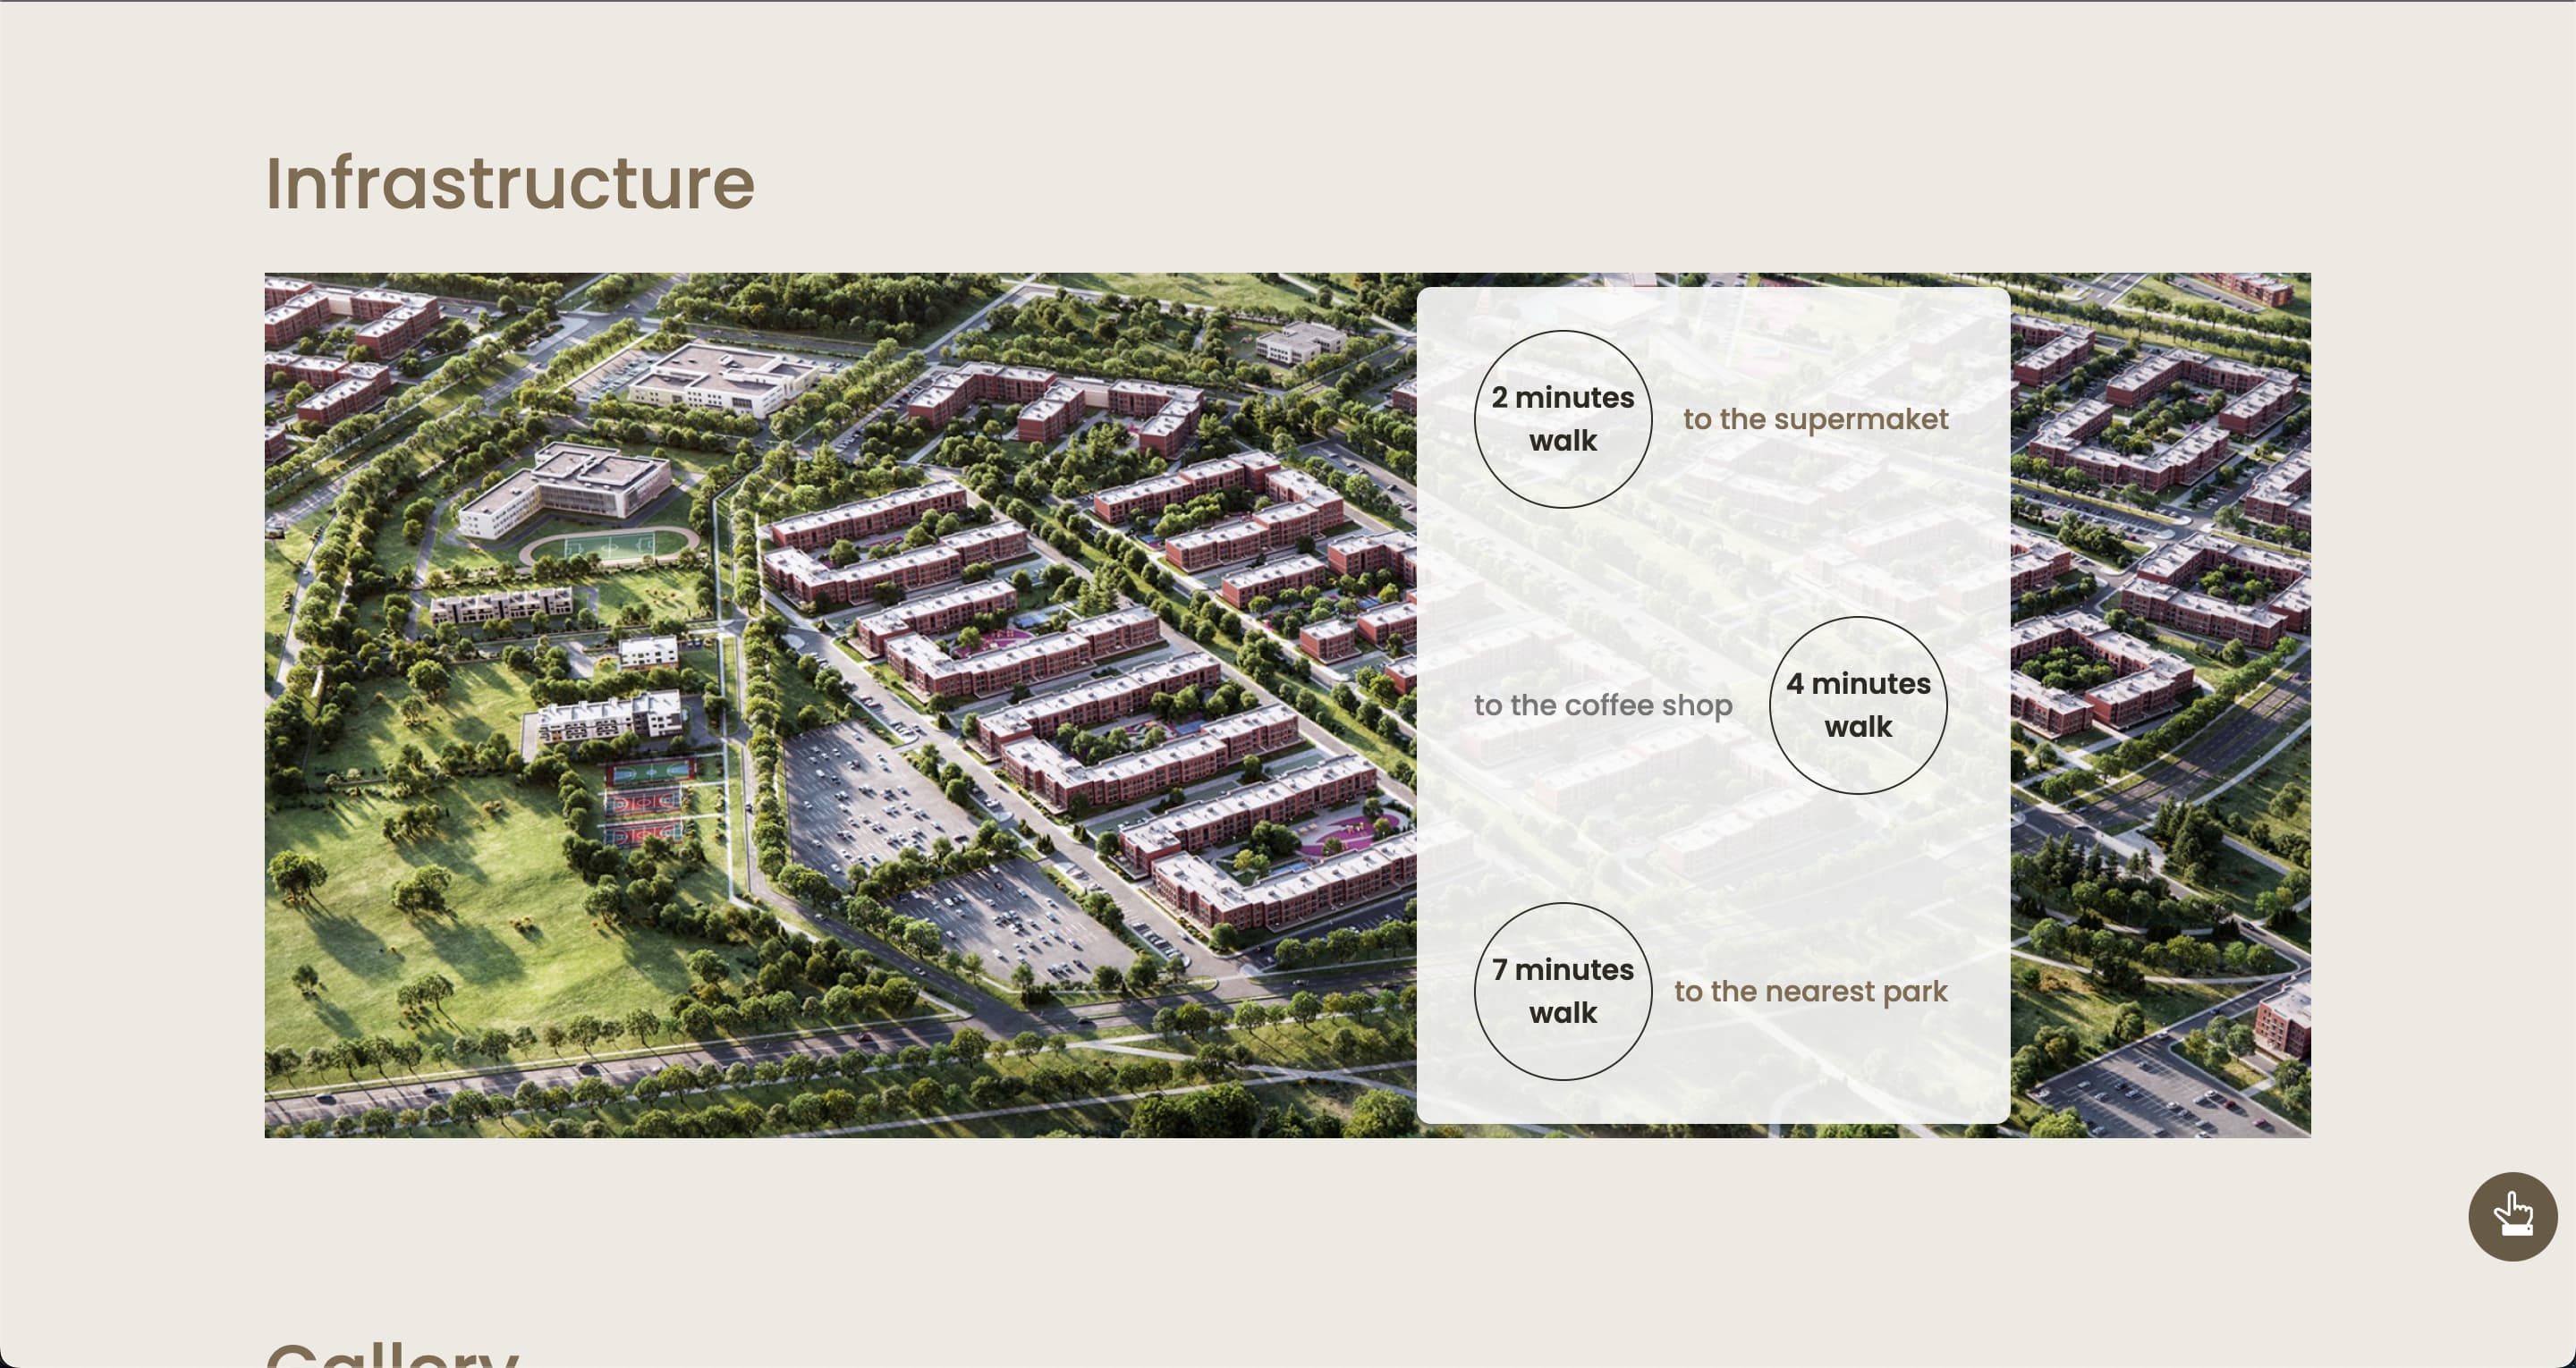 Infrastructure
2 minutes
walk
to the supermaket
to the coffee shop
4 minutes
walk
7 minutes
walk
to the nearest park
Gallery